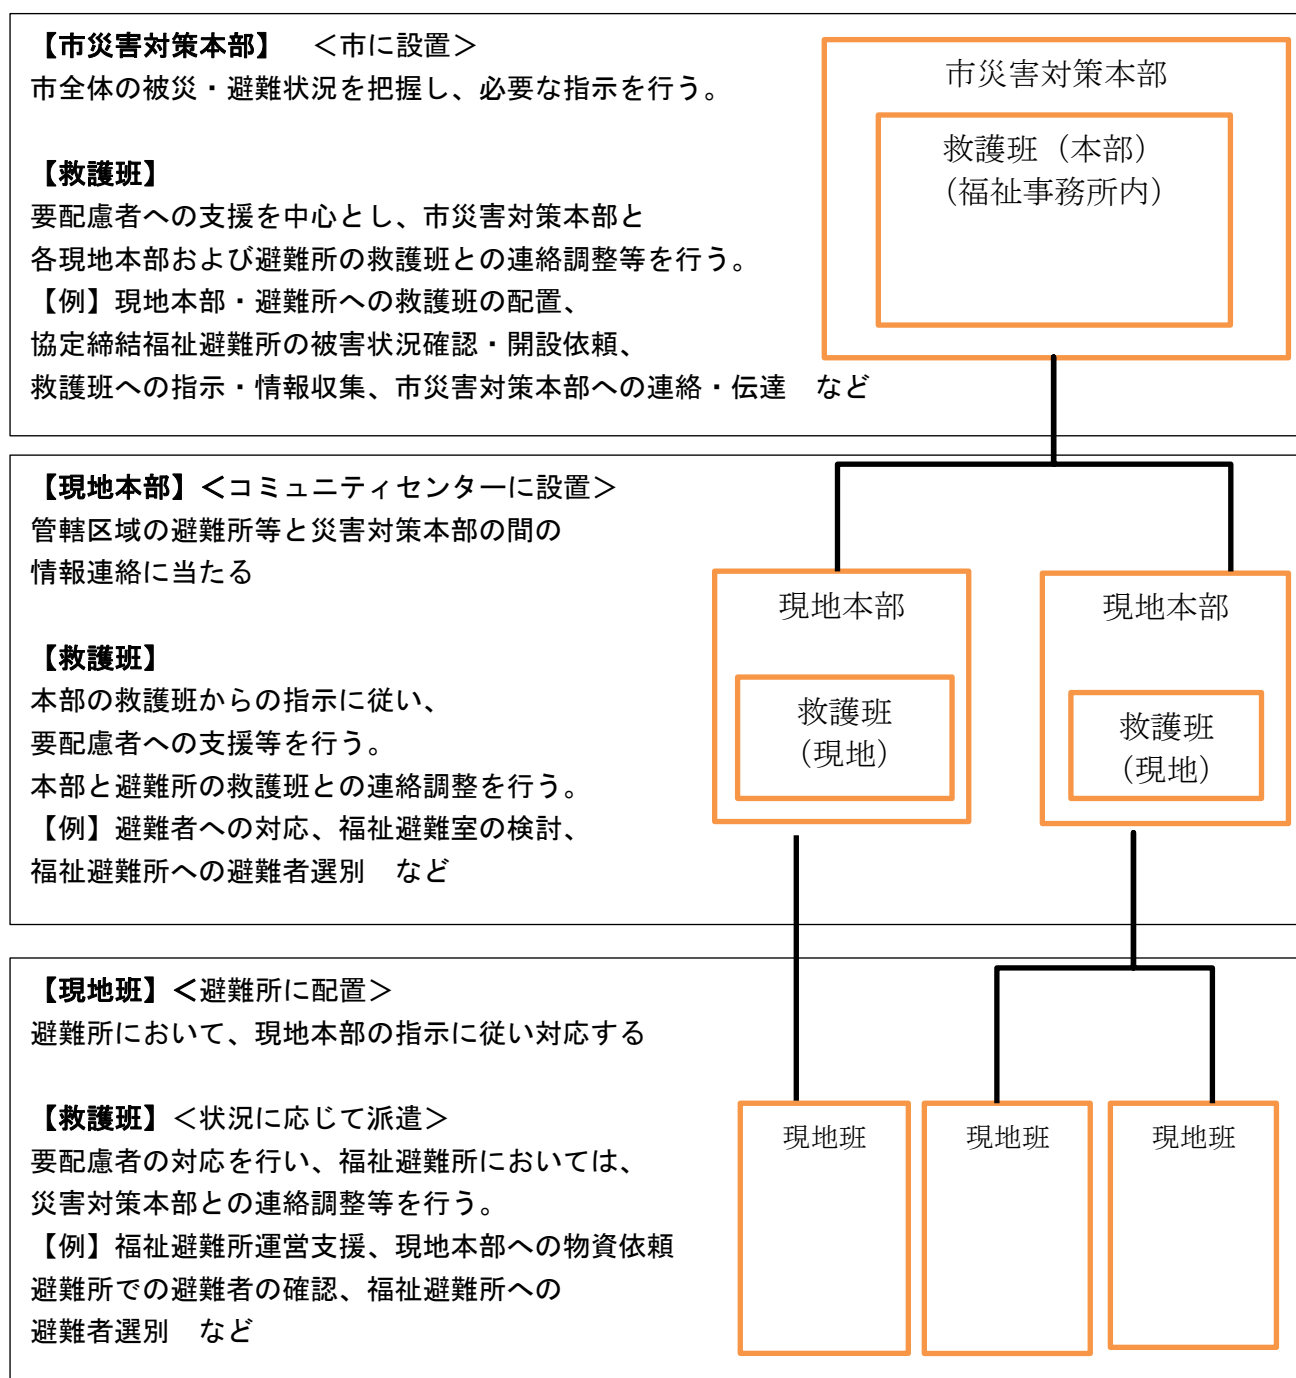 【市災害対策本部】　＜市に設置＞
市全体の被災・避難状況を把握し、必要な指示を行う。
【救護班】
要配慮者への支援を中心とし、市災害対策本部と
各現地本部および避難所の救護班との連絡調整等を行う。
【例】現地本部・避難所への救護班の配置、
協定締結福祉避難所の被害状況確認・開設依頼、
救護班への指示・情報収集、市災害対策本部への連絡・伝達　など
市災害対策本部
救護班（本部）
（福祉事務所内）
【現地本部】＜コミュニティセンターに設置＞
管轄区域の避難所等と災害対策本部の間の
情報連絡に当たる
【救護班】
本部の救護班からの指示に従い、
要配慮者への支援等を行う。
本部と避難所の救護班との連絡調整を行う。
【例】避難者への対応、福祉避難室の検討、
福祉避難所への避難者選別　など
現地本部
救護班
（現地）
現地本部
救護班
（現地）
【現地班】＜避難所に配置＞
避難所において、現地本部の指示に従い対応する
【救護班】＜状況に応じて派遣＞
要配慮者の対応を行い、福祉避難所においては、
災害対策本部との連絡調整等を行う。
【例】福祉避難所運営支援、現地本部への物資依頼
避難所での避難者の確認、福祉避難所への
避難者選別　など
現地班
現地班
現地班